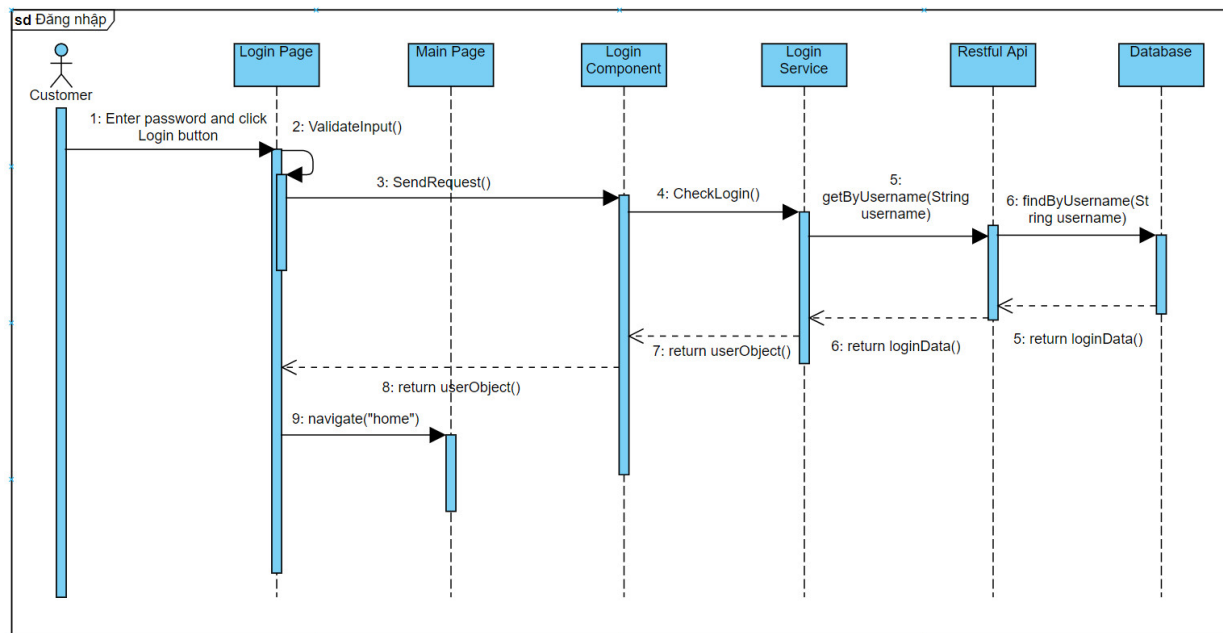 sd Đăng nhập
Login Page
Main Page
Login
Component
Login
Service
Restful Api
Database
Customer
1: Enter password and click
Login button
2: ValidateInput()
3: SendRequest()
4: CheckLogin()
5:
getByUsername(String
username)
6: findByUsername(St
ring username)
5: return loginData()
6: return loginData()
7: return userObject()
8: return userObject()
9: navigate("home")